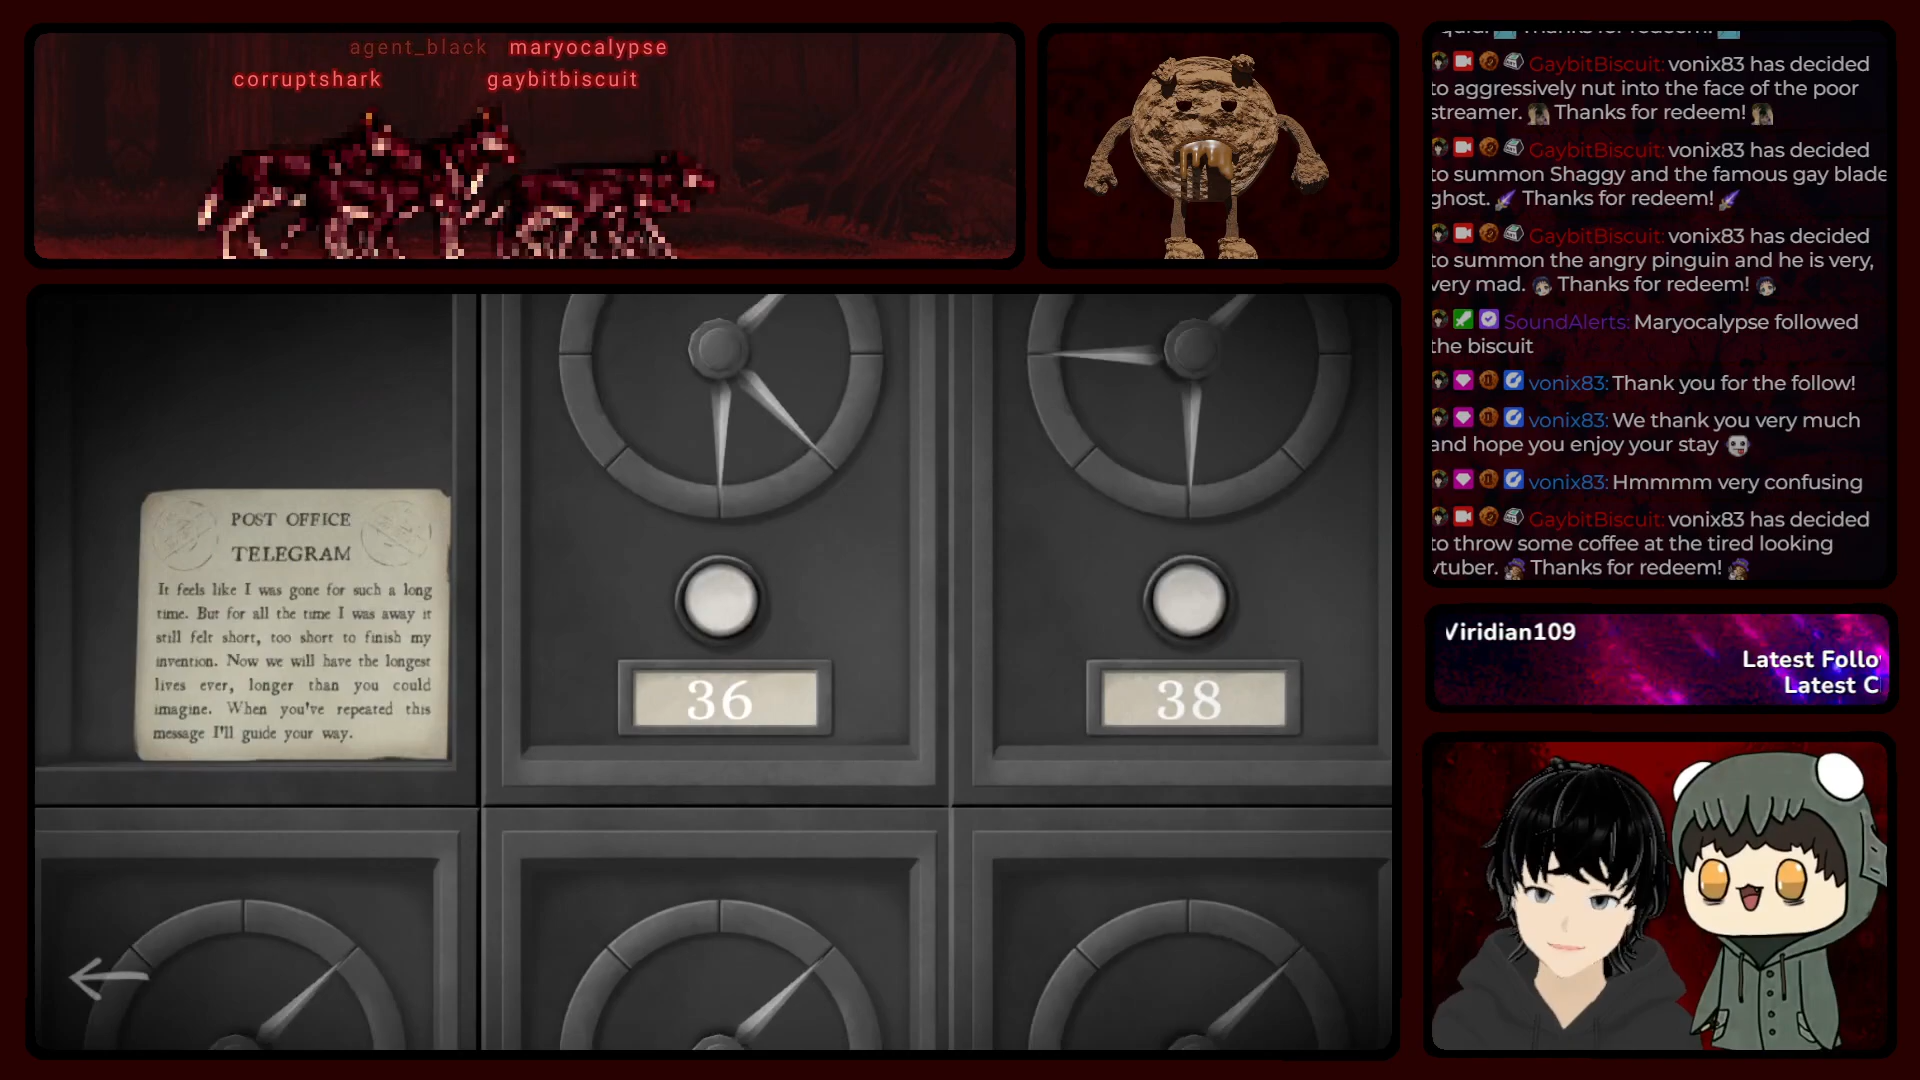 agent_black maryocalypse
corruptshark gaybitbiscuit
POST OFFICE
TELEGRAM
It feels like I was gone for such a long
time. But for all the time I was away it
still felt short, too short to finish my
invention. Now we will have the longest
lives ever, longer than you could
imagine. When you've repeated this
message I'll guide your way.
36
38
Thanks for redeem!
GaybitBiscuit: vonix83 has decided
to aggressively nut into the face of the poor
streamer. Thanks for redeem!
GaybitBiscuit: vonix83 has decided
to summon Shaggy and the famous gay blade
ghost. Thanks for redeem!
GaybitBiscuit: vonix83 has decided
to summon the angry pinguin and he is very,
very mad. Thanks for redeem!
SoundAlerts: Maryocalypse followed
the biscuit
vonix83: Thank you for the follow!
vonix83: We thank you very much
and hope you enjoy your stay
vonix83: Hmmmm very confusing
GaybitBiscuit: vonix83 has decided
to throw some coffee at the tired looking
vtuber. Thanks for redeem!
Viridian109
Latest Follo
Latest C